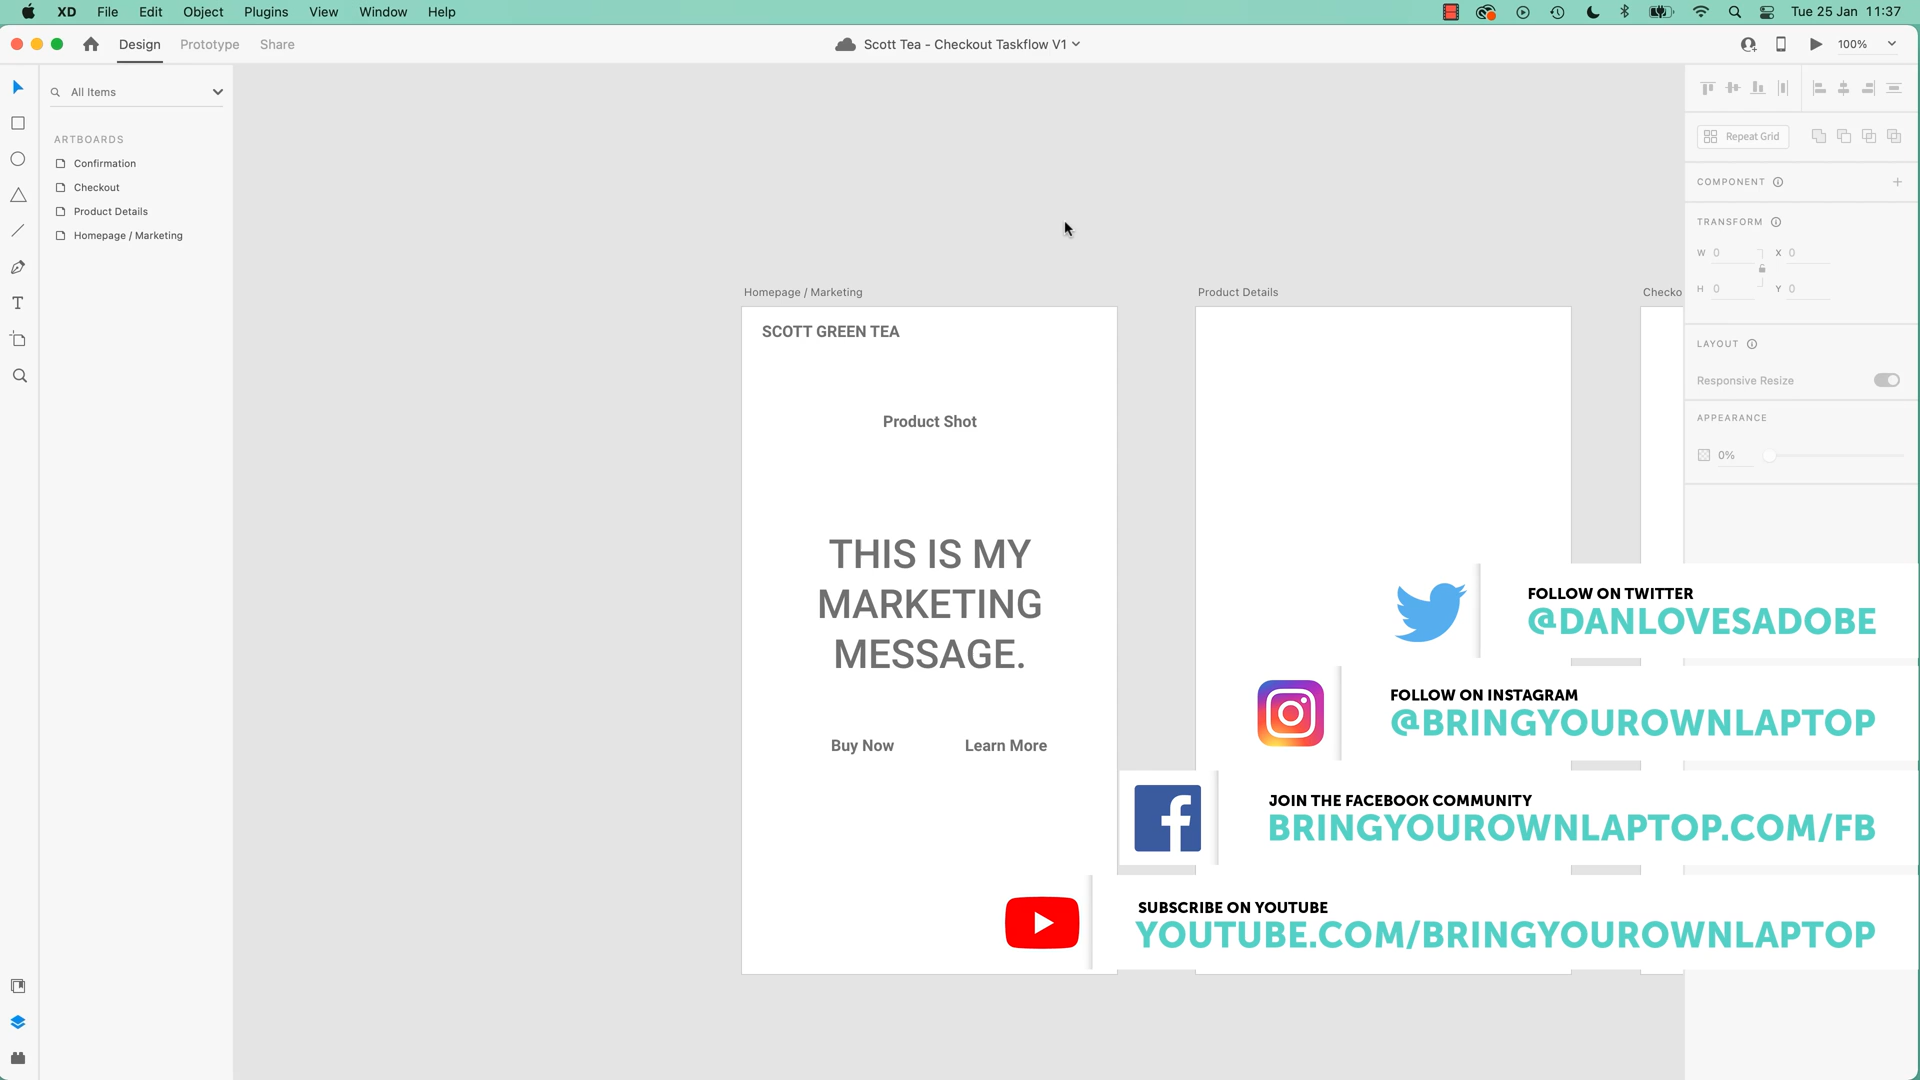 XD File Edit Object Plugins View Window Help Tue 25 Jan 11:37
Design Prototype Share Scott Tea - Checkout Taskflow V1 100%
All Items
ARTBOARDS
Confirmation
Checkout
Product Details
Homepage / Marketing
Homepage / Marketing
SCOTT GREEN TEA
Product Shot
THIS IS MY
MARKETING
MESSAGE.
Buy Now Learn More
Product Details
Checko
Repeat Grid
COMPONENT
TRANSFORM
W 0 X 0
H 0 Y 0
LAYOUT
Responsive Resize
APPEARANCE
0%
FOLLOW ON TWITTER
@DANLOVESADOBE
FOLLOW ON INSTAGRAM
@BRINGYOUROWNLAPTOP
JOIN THE FACEBOOK COMMUNITY
BRINGYOUROWNLAPTOP.COM/FB
SUBSCRIBE ON YOUTUBE
YOUTUBE.COM/BRINGYOUROWNLAPTOP